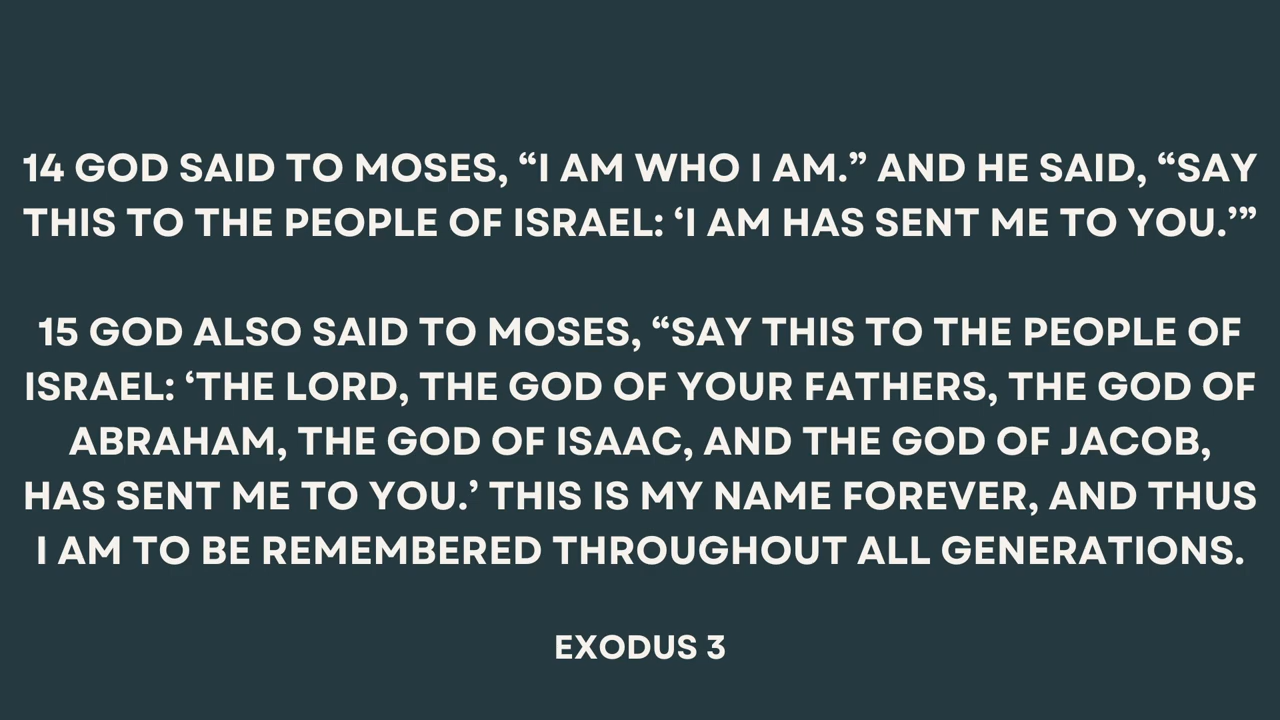 14 GOD SAID TO MOSES, “I AM WHO I AM.” AND HE SAID, “SAY
THIS TO THE PEOPLE OF ISRAEL: ‘I AM HAS SENT ME TO YOU.’”
15 GOD ALSO SAID TO MOSES, “SAY THIS TO THE PEOPLE OF
ISRAEL: ‘THE LORD, THE GOD OF YOUR FATHERS, THE GOD OF
ABRAHAM, THE GOD OF ISAAC, AND THE GOD OF JACOB,
HAS SENT ME TO YOU.’ THIS IS MY NAME FOREVER, AND THUS
I AM TO BE REMEMBERED THROUGHOUT ALL GENERATIONS.
EXODUS 3